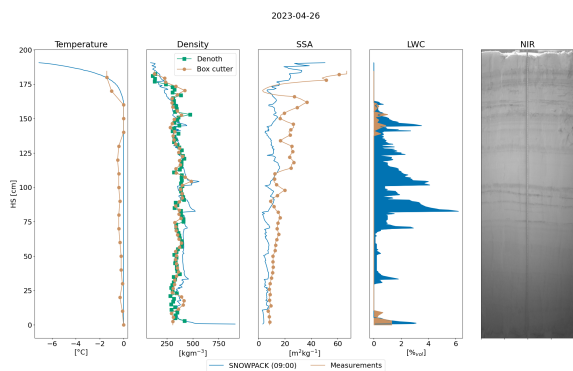 2023-04-26
Temperature Density SSA LWC NIR
Denoth
Box cutter
200
175
150
125
100
75
50
25
0
HS [cm]
−6 −4 −2 0 250 500 750 0 20 40 60 0 2 4 6
[°C] [kgm⁻³] [m²kg⁻¹] [%vol]
SNOWPACK (09:00) Measurements